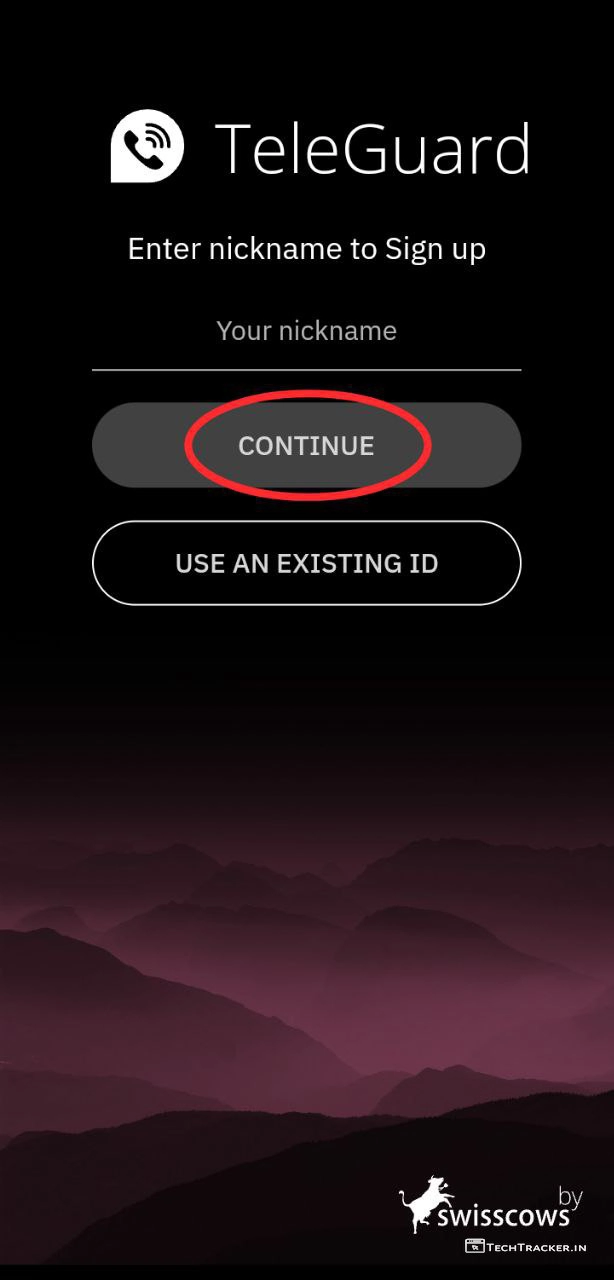 TeleGuard
Enter nickname to Sign up
Your nickname
CONTINUE
USE AN EXISTING ID
by
swisscows
TECHTRACKER.IN